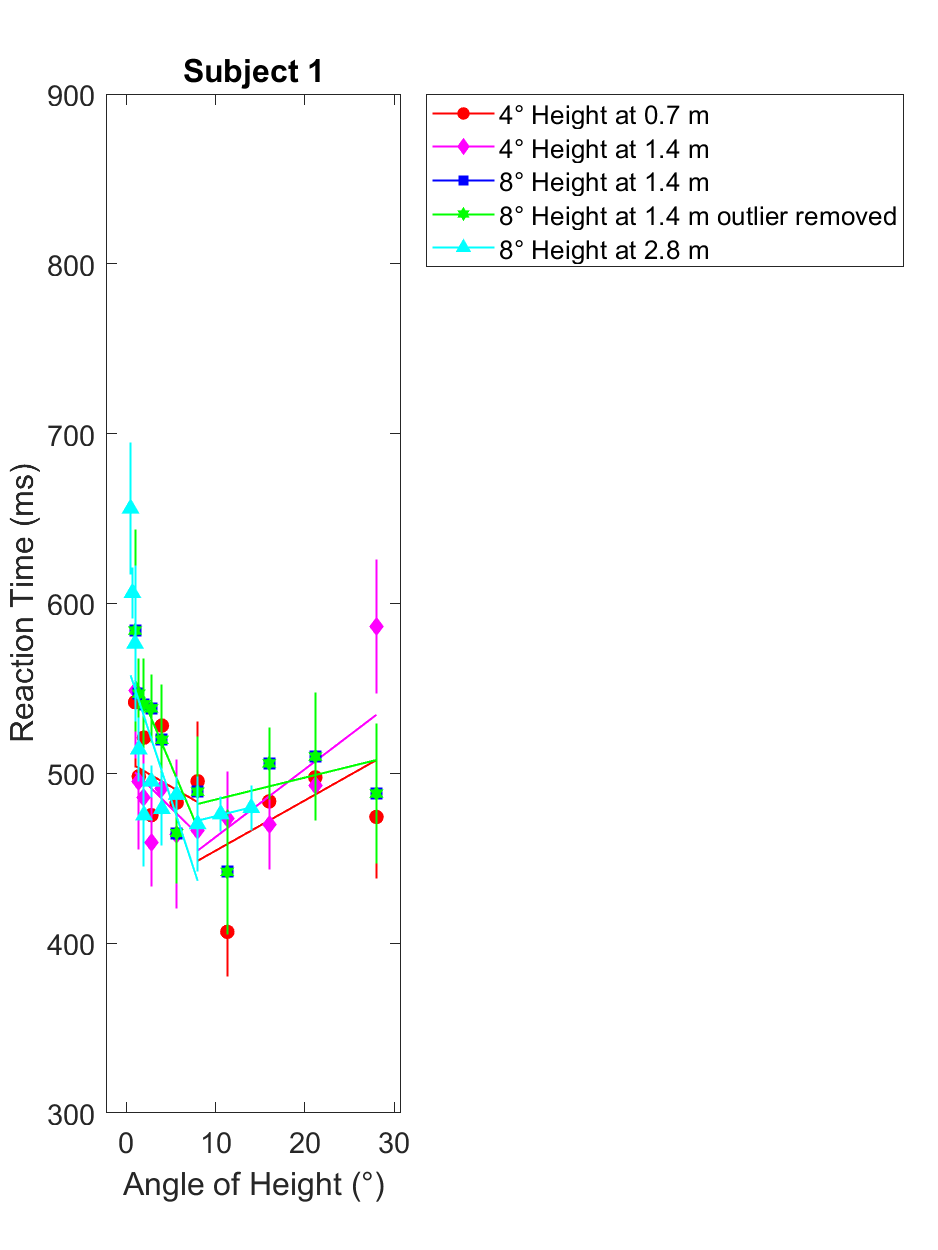 Subject 1
900
800
700
600
500
400
300
Reaction Time (ms)
0
10
20
30
Angle of Height (°)
4° Height at 0.7 m
4° Height at 1.4 m
8° Height at 1.4 m
8° Height at 1.4 m outlier removed
8° Height at 2.8 m